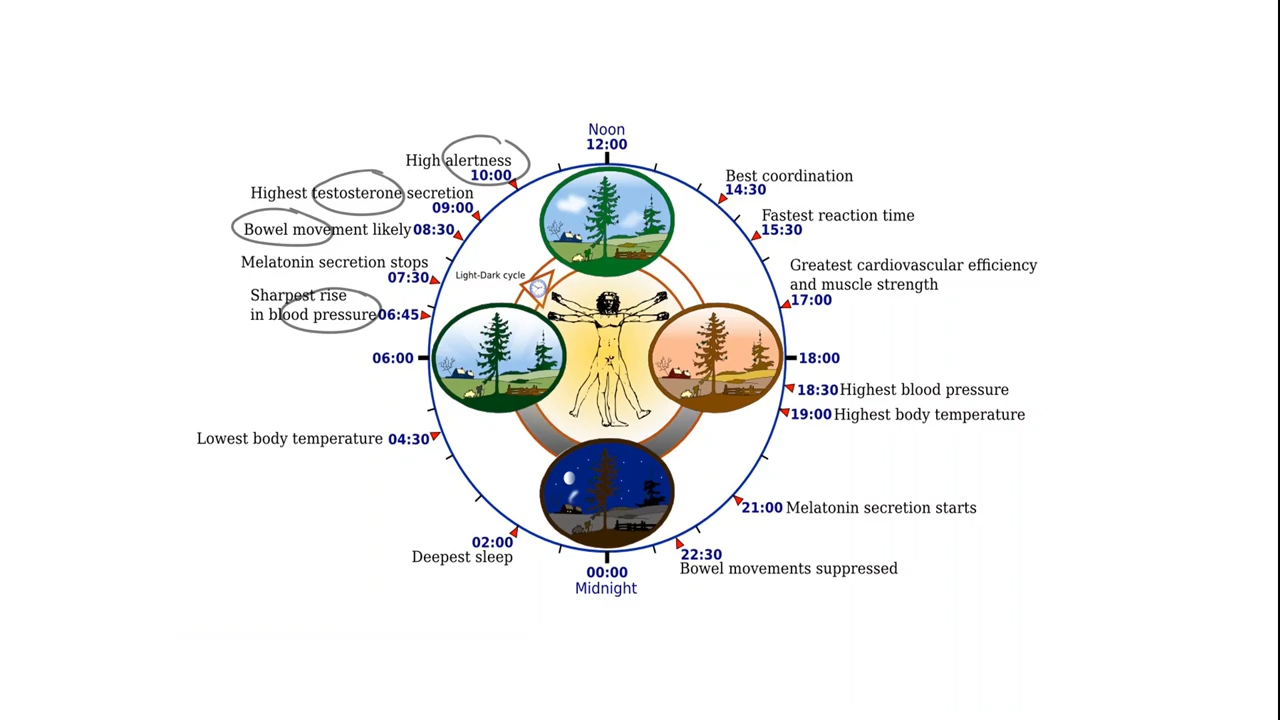 Noon
12:00
High alertness
10:00
Highest testosterone secretion
09:00
Bowel movement likely 08:30
Melatonin secretion stops
07:30
Sharpest rise
in blood pressure 06:45
06:00
Lowest body temperature 04:30
02:00
Deepest sleep
00:00
Midnight
Light-Dark cycle
Best coordination
14:30
Fastest reaction time
15:30
Greatest cardiovascular efficiency
and muscle strength
17:00
18:00
18:30 Highest blood pressure
19:00 Highest body temperature
21:00 Melatonin secretion starts
22:30
Bowel movements suppressed